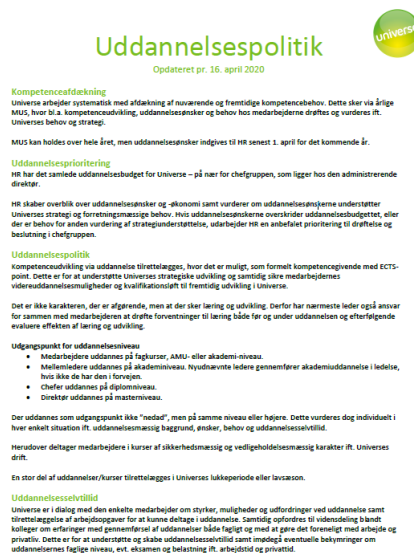 universe
Uddannelsespolitik
Opdateret pr. 16. april 2020
Kompetenceafdækning
Universe arbejder systematisk med afdækning af nuværende og fremtidige kompetencebehov. Dette sker via årlige
MUS, hvor bl.a. kompetenceudvikling, uddannelsesønsker og behov hos medarbejderne drøftes og vurderes ift.
Universes behov og strategi.
MUS kan holdes over hele året, men uddannelsesønsker indgives til HR senest 1. april for det kommende år.
Uddannelsesprioritering
HR har det samlede uddannelsesbudget for Universe – på nær for chefgruppen, som ligger hos den administrerende
direktør.
HR skaber overblik over uddannelsesønsker og -økonomi samt vurderer om uddannelsesønskerne understøtter
Universes strategi og forretningsmæssige behov. Hvis uddannelsesønskerne overskrider uddannelsesbudgettet, eller
der er behov for anden vurdering af strategiunderstøttelse, udarbejder HR en anbefalet prioritering til drøftelse og
beslutning i chefgruppen.
Uddannelsespolitik
Kompetenceudvikling via uddannelse tilrettelægges, hvor det er muligt, som formelt kompetencegivende med ECTS-
point. Dette er for at understøtte Universes strategiske udvikling og samtidig sikre medarbejdernes
videreuddannelsesmuligheder og kvalifikationsløft til fremtidig udvikling i Universe.
Det er ikke karakteren, der er afgørende, men at der sker læring og udvikling. Derfor har nærmeste leder også ansvar
for sammen med medarbejderen at drøfte forventninger til læring både før og under uddannelsen og efterfølgende
evaluere effekten af læring og udvikling.
Udgangspunkt for uddannelsesniveau
• Medarbejdere uddannes på fagkurser, AMU- eller akademi-niveau.
• Mellemledere uddannes på akademiniveau. Nyudnævnte ledere gennemfører akademiuddannelse i ledelse,
hvis ikke de har den i forvejen.
• Chefer uddannes på diplomniveau.
• Direktør uddannes på masterniveau.
Der uddannes som udgangspunkt ikke "nedad", men på samme niveau eller højere. Dette vurderes dog individuelt i
hver enkelt situation ift. uddannelsesmæssig baggrund, ønsker, behov og uddannelsesselvtillid.
Herudover deltager medarbejdere i kurser af sikkerhedsmæssig og vedligeholdelsesmæssig karakter ift. Universes
drift.
En stor del af uddannelser/kurser tilrettelægges i Universes lukkeperiode eller lavsæson.
Uddannelsesselvtillid
Universe er i dialog med den enkelte medarbejder om styrker, muligheder og udfordringer ved uddannelse samt
tilrettelæggelse af arbejdsopgaver for at kunne deltage i uddannelse. Samtidig opfordres til vidensdeling blandt
kolleger om erfaringer med gennemførsel af uddannelser både fagligt og med at gøre det foreneligt med arbejde og
privatliv. Dette er for at understøtte og skabe uddannelsesselvtillid samt imødegå eventuelle bekymringer om
uddannelsernes faglige niveau, evt. eksamen og belastning ift. arbejdstid og privattid.